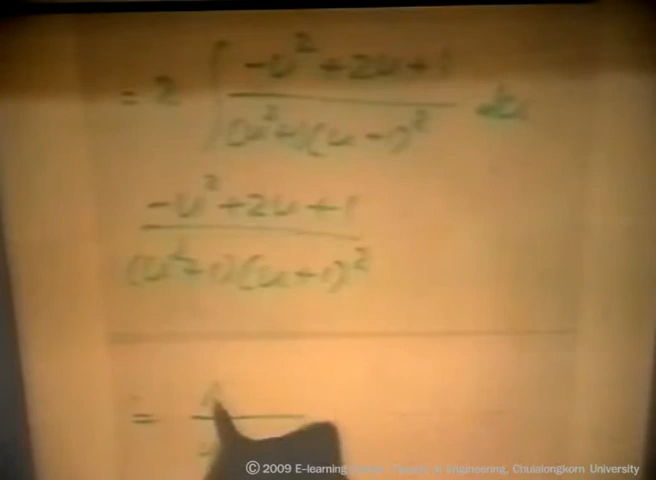 = 2 ∫ (-u² + 2u + 1) / ((u² + 1)(u - 1)²) du
(-u² + 2u + 1) / ((u² + 1)(u + 1)²)
=
© 2009 E-learning Faculty of Engineering, Chulalongkorn University